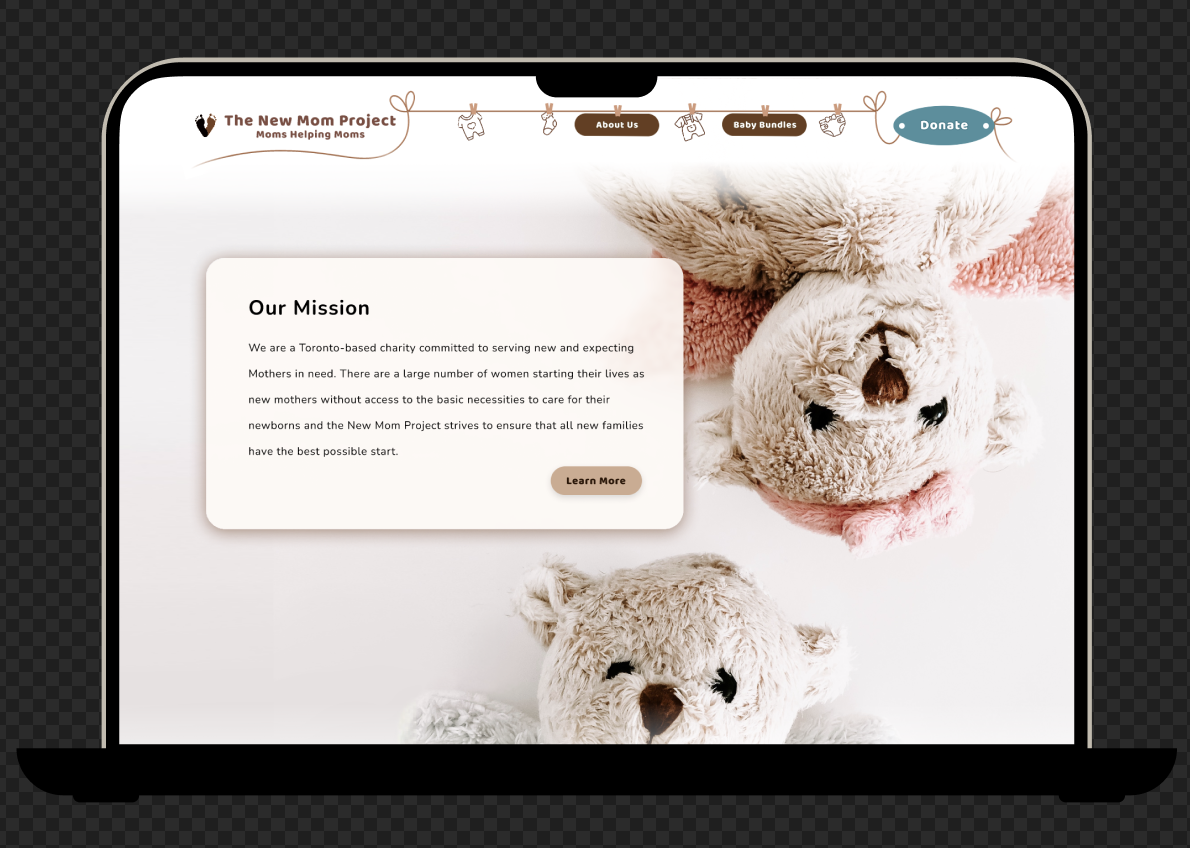 The New Mom Project
Moms Helping Moms
About Us
Baby Bundles
Donate
Our Mission
We are a Toronto-based charity committed to serving new and expecting
Mothers in need. There are a large number of women starting their lives as
new mothers without access to the basic necessities to care for their
newborns and the New Mom Project strives to ensure that all new families
have the best possible start.
Learn More